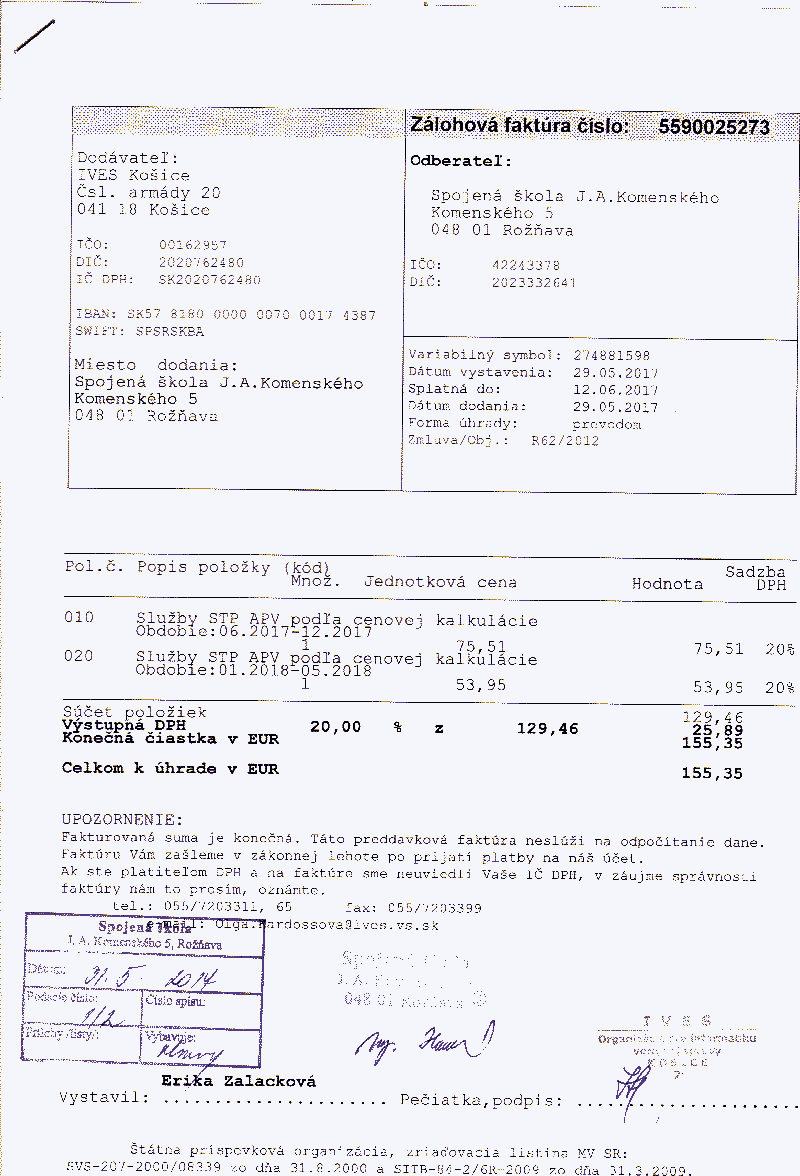 Zálohová faktúra číslo: 5590025273
Dodávateľ:
IVES Košice
Čsl. armády 20
041 18 Košice
IČO: 00162957
DIČ: 2020762480
IČ DPH: SK2020762480
IBAN: SK57 8180 0000 0070 0017 4387
SWIFT: SPSRSKBA
Miesto dodania:
Spojená škola J.A.Komenského
Komenského 5
048 01 Rožňava
Odberateľ:
Spojená škola J.A.Komenského
Komenského 5
048 01 Rožňava
IČO: 42243378
DIČ: 2023332641
Variabilný symbol: 274881598
Dátum vystavenia: 29.05.2017
Splatná do: 12.06.2017
Dátum dodania: 29.05.2017
Forma úhrady: prevodom
Zmluva/Obj.: R62/2012
Pol.č. Popis položky (kód)
Množ. Jednotková cena Hodnota Sadzba DPH
010 Služby STP APV podľa cenovej kalkulácie
Obdobie:06.2017-12.2017
1 75,51 75,51 20%
020 Služby STP APV podľa cenovej kalkulácie
Obdobie:01.2018-05.2018
1 53,95 53,95 20%
Súčet položiek 129,46
Výstupná DPH 20,00 % z 129,46 25,89
Konečná čiastka v EUR 155,35
Celkom k úhrade v EUR 155,35
UPOZORNENIE:
Fakturovaná suma je konečná. Táto preddavková faktúra neslúži na odpočítanie dane.
Faktúru Vám zašleme v zákonnej lehote po prijatí platby na náš účet.
Ak ste platiteľom DPH a na faktúre sme neuviedli Vaše IČ DPH, v záujme správnosti
faktúry nám to prosím, oznámte.
tel.: 055/7203311, 65 fax: 055/7203399
Olga.Hardossova@ives.vs.sk
Spojená škola
J. A. Komenského 5, Rožňava
Dátum: 31. 5. 2017
Podacie číslo: Číslo spisu:
1/2
Prílohy/listy/: Vybavuje:
048 01 Rožňava
I V E S
KOŠICE
Erika Zalacková
Vystavil: ...................... Pečiatka,podpis: ......................
Štátna príspevková organizácia, zriaďovacia listina MV SR:
SVS-207-2000/08339 zo dňa 31.8.2000 a SITB-84-2/6R-2009 zo dňa 31.3.2009.